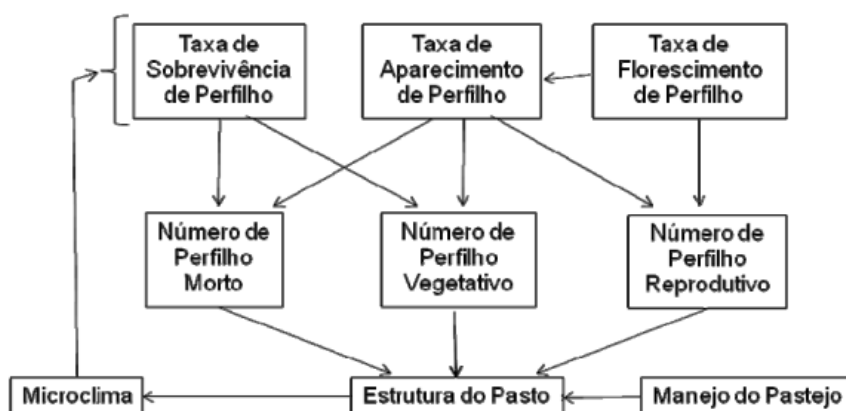 Taxa de
Sobrevivência
de Perfilho
Taxa de
Aparecimento
de Perfilho
Taxa de
Florescimento
de Perfilho
Número de
Perfilho
Morto
Número de
Perfilho
Vegetativo
Número de
Perfilho
Reprodutivo
Microclima
Estrutura do Pasto
Manejo do Pastejo